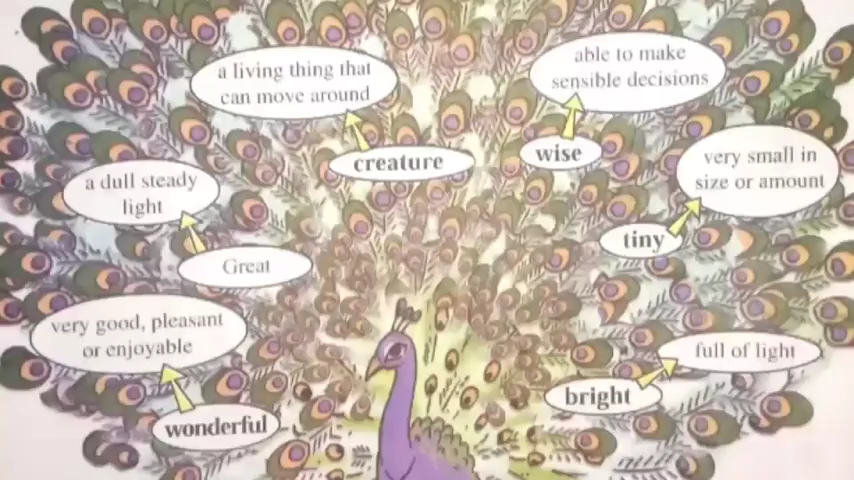 a living thing that
can move around
creature
able to make
sensible decisions
wise
a dull steady
light
Great
very small in
size or amount
tiny
very good, pleasant
or enjoyable
wonderful
full of light
bright